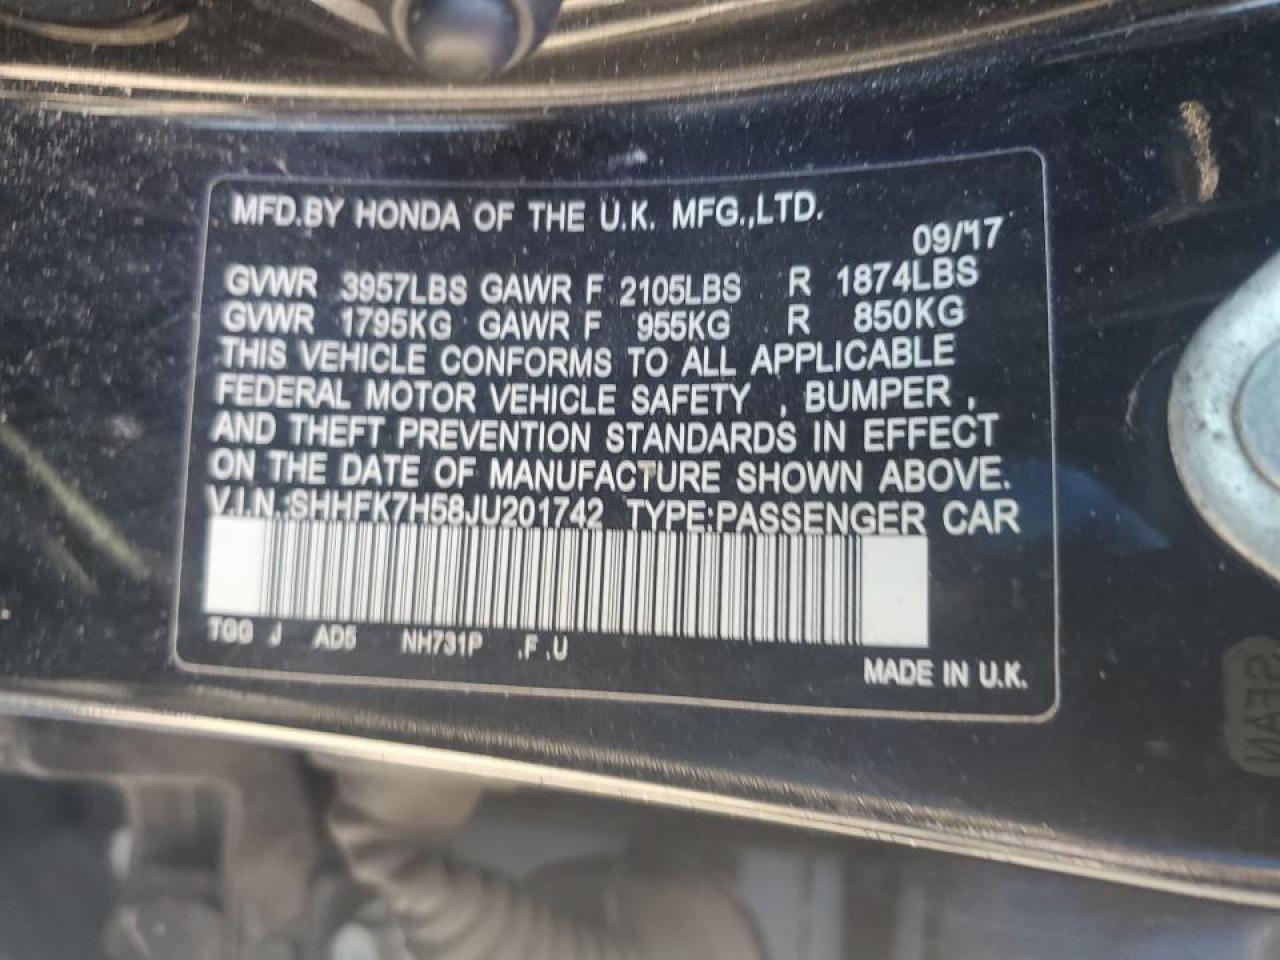 MFD.BY HONDA OF THE U.K. MFG.,LTD.
09/17
GVWR 3957LBS GAWR F 2105LBS R 1874LBS
GVWR 1795KG GAWR F 955KG R 850KG
THIS VEHICLE CONFORMS TO ALL APPLICABLE
FEDERAL MOTOR VEHICLE SAFETY , BUMPER ,
AND THEFT PREVENTION STANDARDS IN EFFECT
ON THE DATE OF MANUFACTURE SHOWN ABOVE.
V.I.N.:SHHFK7H58JU201742 TYPE:PASSENGER CAR
TGG J AD5 NH731P .F .U
MADE IN U.K.